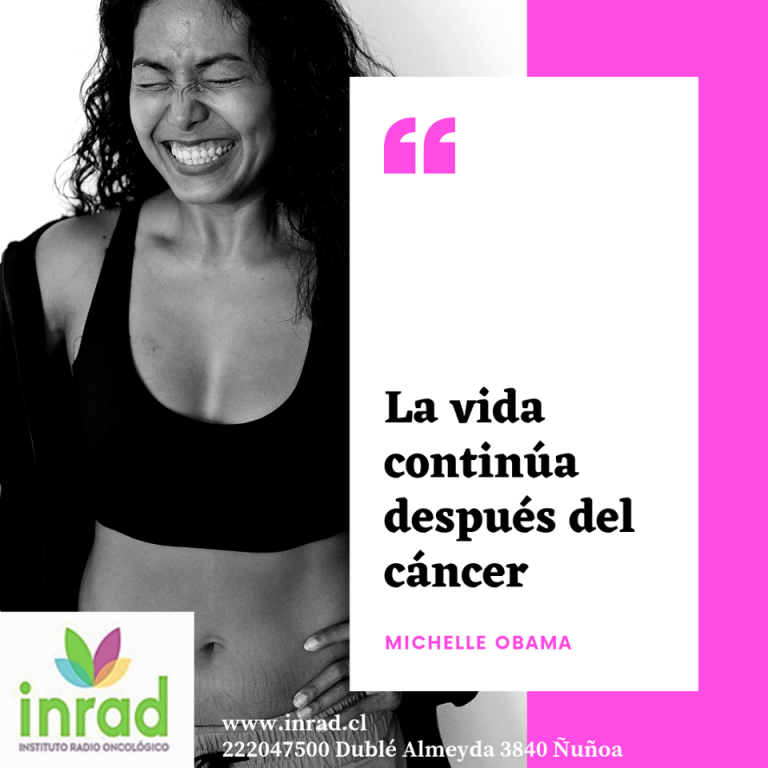 La vida
continúa
después del
cáncer
MICHELLE OBAMA
inrad
INSTITUTO RADIO ONCOLÓGICO
www.inrad.cl
222047500 Dublé Almeyda 3840 Ñuñoa